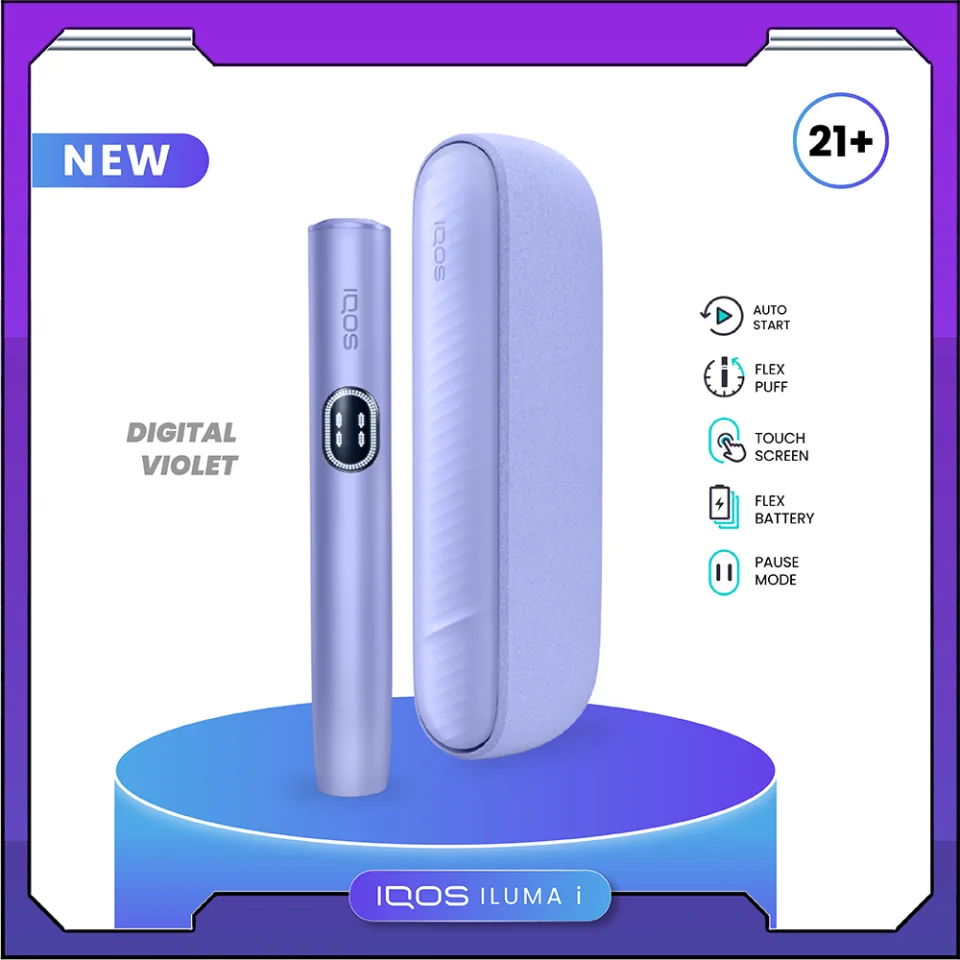 NEW
21+
IQOS
IQOS
AUTO
START
FLEX
PUFF
DIGITAL
VIOLET
TOUCH
SCREEN
FLEX
BATTERY
PAUSE
MODE
IQOS ILUMA i